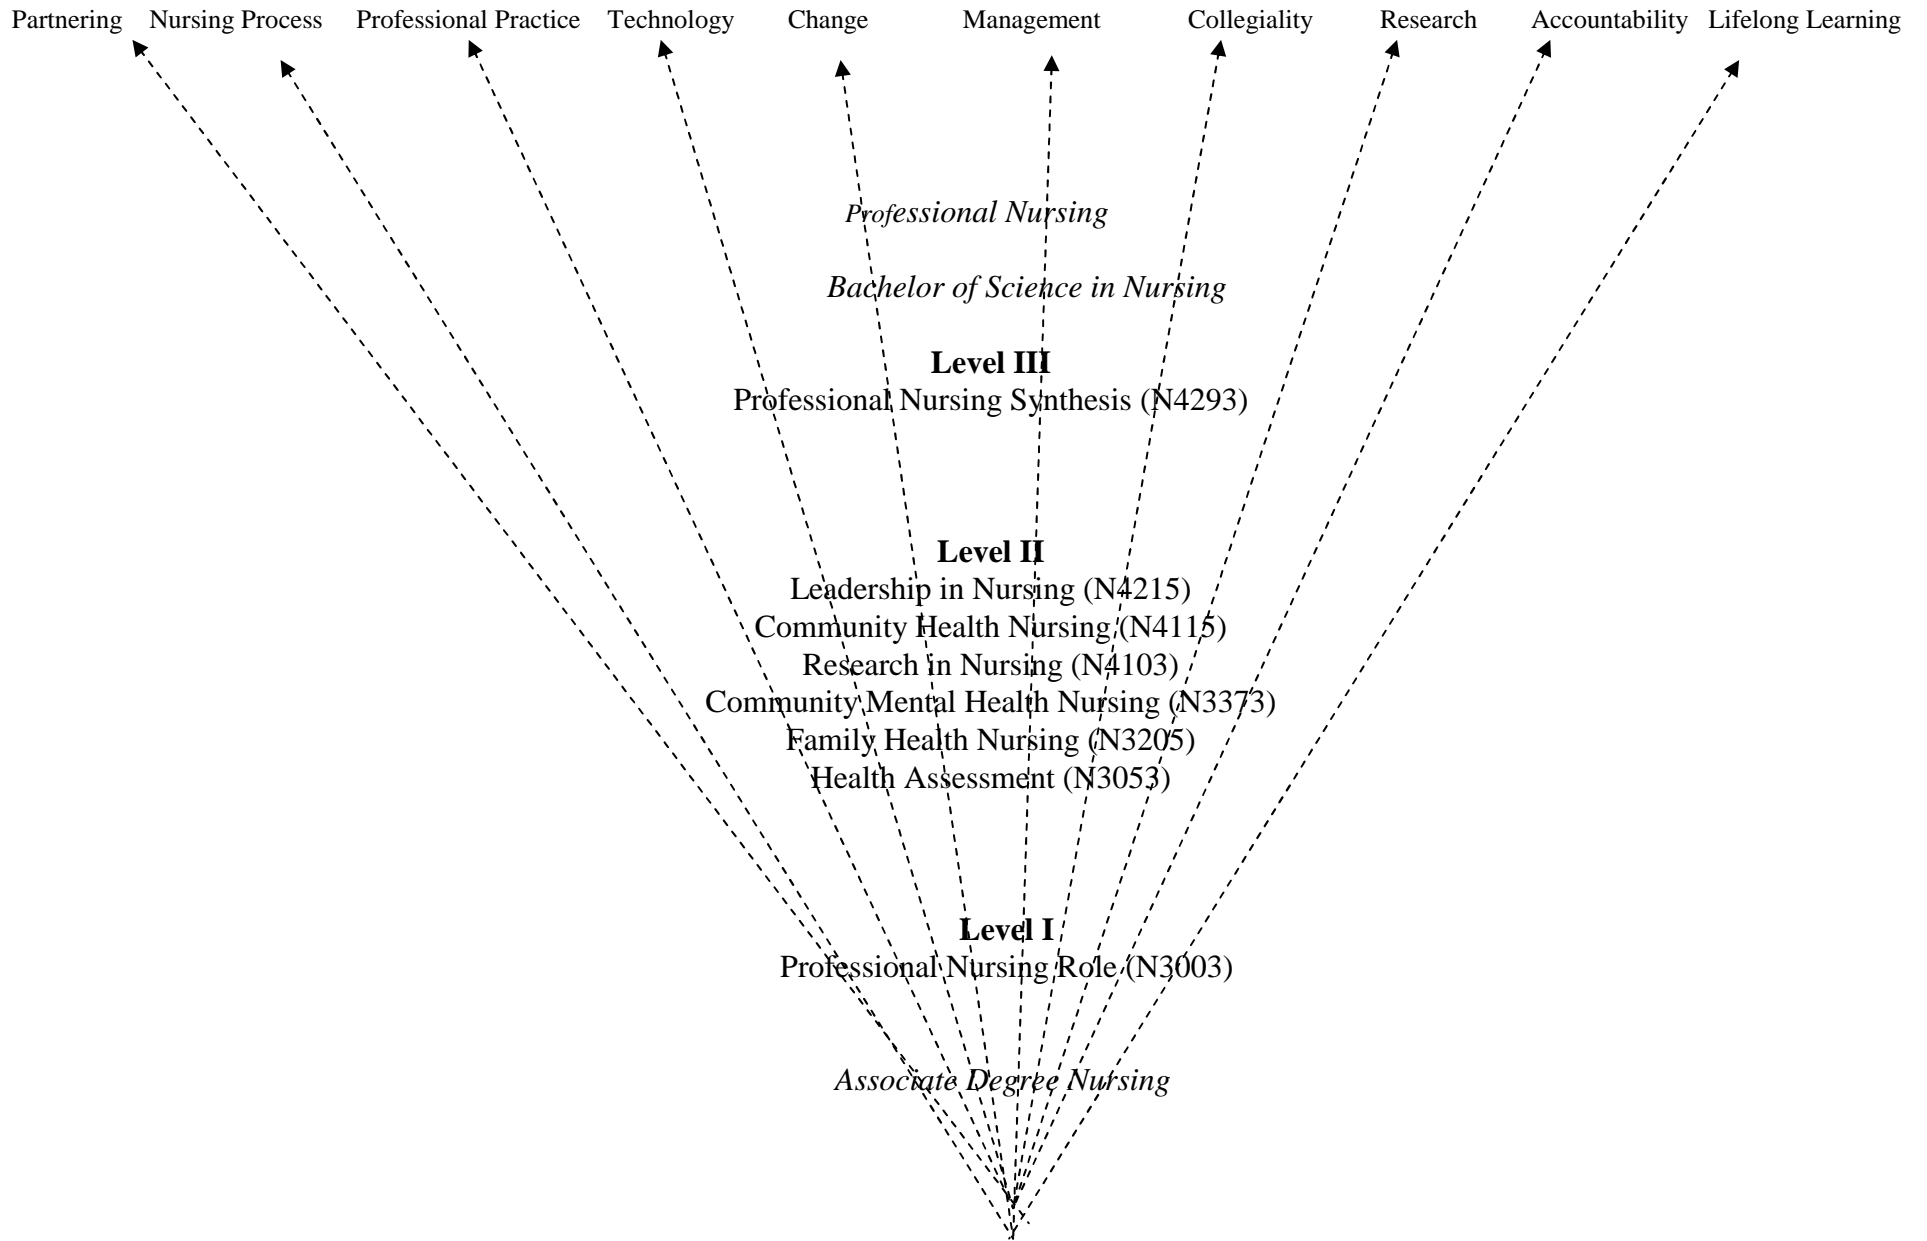 Partnering Nursing Process Professional Practice Technology Change Management Collegiality Research Accountability Lifelong Learning
Professional Nursing
Bachelor of Science in Nursing
Level III
Professional Nursing Synthesis (N4293)
Level II
Leadership in Nursing (N4215)
Community Health Nursing (N4115)
Research in Nursing (N4103)
Community Mental Health Nursing (N3373)
Family Health Nursing (N3205)
Health Assessment (N3053)
Level I
Professional Nursing Role (N3003)
Associate Degree Nursing